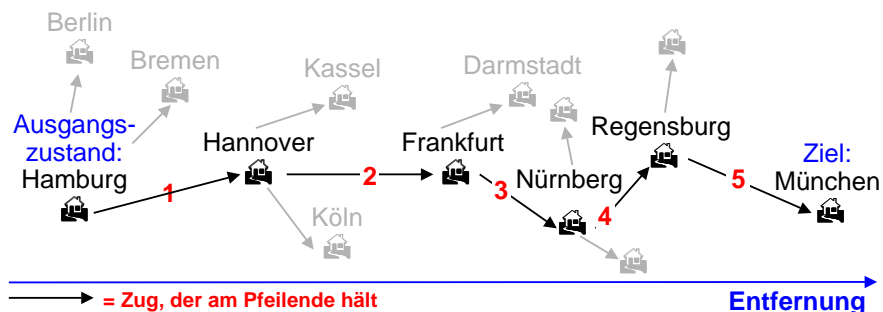 Berlin
Bremen
Kassel
Darmstadt
Ausgangs-
zustand:
Hamburg
Hannover
Frankfurt
Regensburg
Nürnberg
Ziel:
München
Köln
1
2
3
4
5
= Zug, der am Pfeilende hält
Entfernung